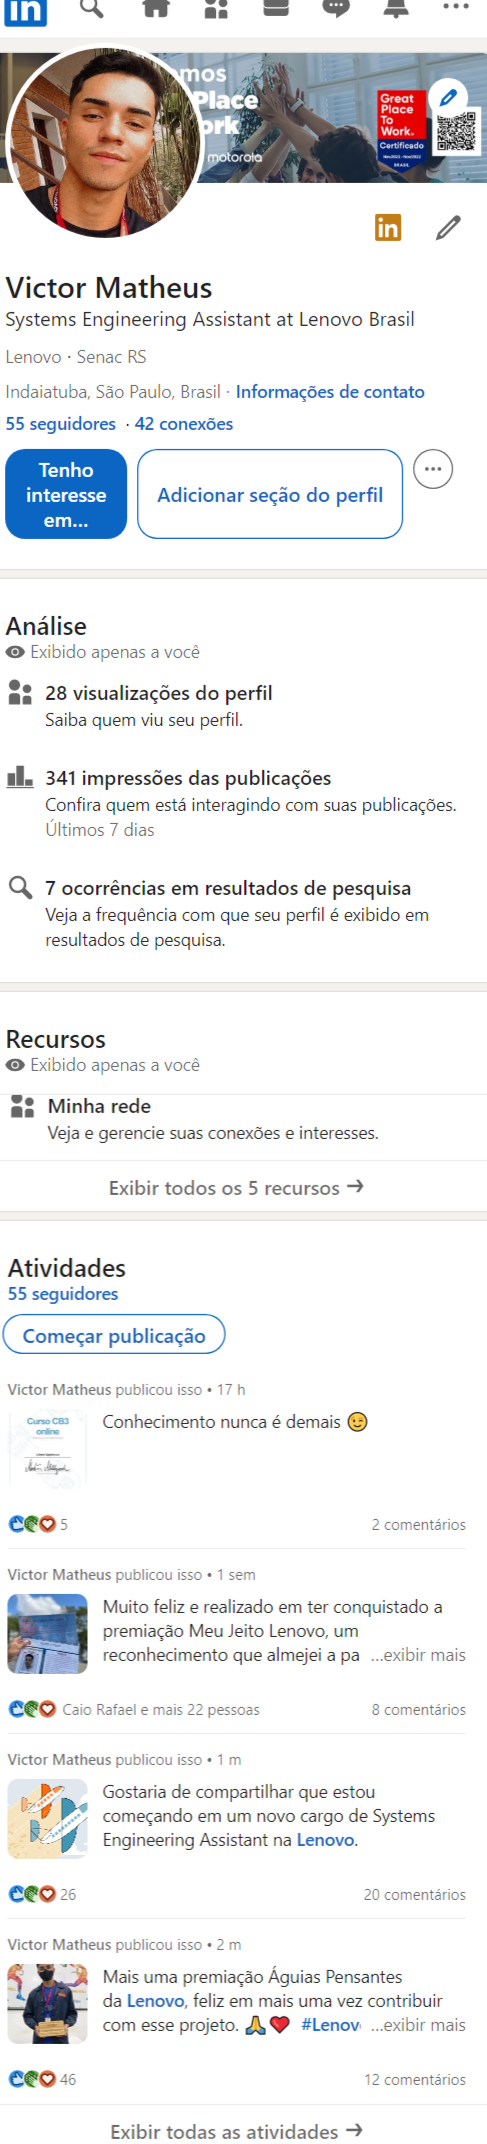 in
mos
Place
ork
motorola
Great
Place
To
Work.
Certificado
BRASIL
in
Victor Matheus
Systems Engineering Assistant at Lenovo Brasil
Lenovo · Senac RS
Indaiatuba, São Paulo, Brasil · Informações de contato
55 seguidores · 42 conexões
Tenho
interesse
em...
Adicionar seção do perfil
Análise
Exibido apenas a você
28 visualizações do perfil
Saiba quem viu seu perfil.
341 impressões das publicações
Confira quem está interagindo com suas publicações.
Últimos 7 dias
7 ocorrências em resultados de pesquisa
Veja a frequência com que seu perfil é exibido em
resultados de pesquisa.
Recursos
Exibido apenas a você
Minha rede
Veja e gerencie suas conexões e interesses.
Exibir todos os 5 recursos →
Atividades
55 seguidores
Começar publicação
Victor Matheus publicou isso • 17 h
Curso CB3
online
Conhecimento nunca é demais 😉
5
2 comentários
Victor Matheus publicou isso • 1 sem
Muito feliz e realizado em ter conquistado a
premiação Meu Jeito Lenovo, um
reconhecimento que almejei a pa ...exibir mais
Caio Rafael e mais 22 pessoas
8 comentários
Victor Matheus publicou isso • 1 m
Gostaria de compartilhar que estou
começando em um novo cargo de Systems
Engineering Assistant na Lenovo.
26
20 comentários
Victor Matheus publicou isso • 2 m
Mais uma premiação Águias Pensantes
da Lenovo, feliz em mais uma vez contribuir
com esse projeto. 🙏❤️ #Lenov ...exibir mais
46
12 comentários
Exibir todas as atividades →